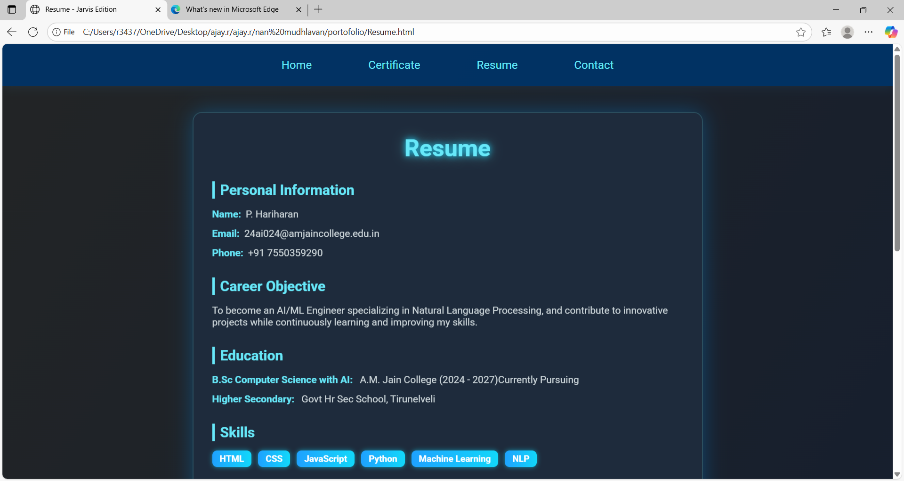 Resume - Jarvis Edition
What's new in Microsoft Edge
File C:/Users/r3437/OneDrive/Desktop/ajay.r/ajay.r/nan%20mudhlavan/portofolio/Resume.html
Home Certificate Resume Contact
Resume
Personal Information
Name: P. Hariharan
Email: 24ai024@amjaincollege.edu.in
Phone: +91 7550359290
Career Objective
To become an AI/ML Engineer specializing in Natural Language Processing, and contribute to innovative
projects while continuously learning and improving my skills.
Education
B.Sc Computer Science with AI: A.M. Jain College (2024 - 2027)Currently Pursuing
Higher Secondary: Govt Hr Sec School, Tirunelveli
Skills
HTML CSS JavaScript Python Machine Learning NLP